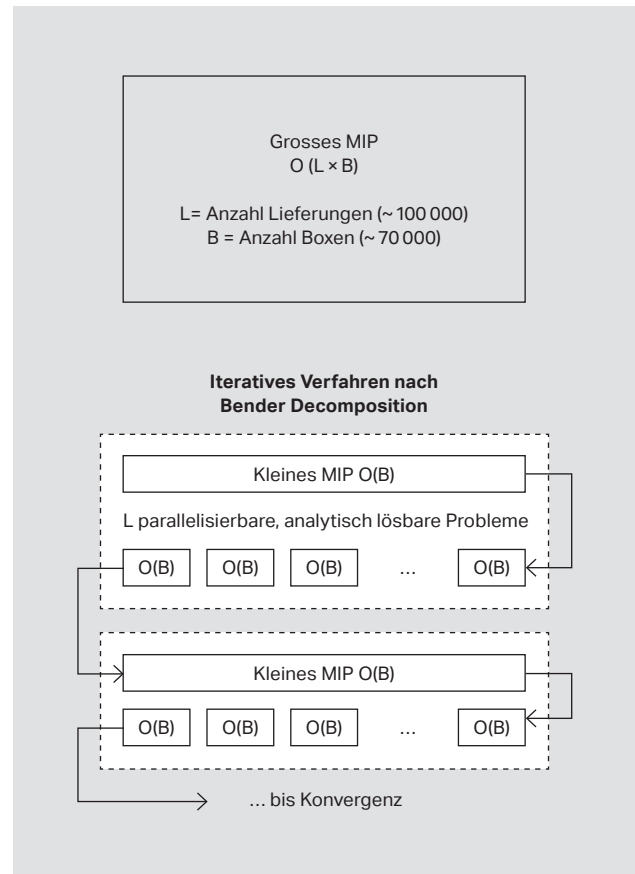 Grosses MIP
O (L × B)
L= Anzahl Lieferungen (~ 100 000)
B = Anzahl Boxen (~ 70 000)
Iteratives Verfahren nach
Bender Decomposition
Kleines MIP O(B)
L parallelisierbare, analytisch lösbare Probleme
O(B) O(B) O(B) ... O(B)
Kleines MIP O(B)
O(B) O(B) O(B) ... O(B)
... bis Konvergenz